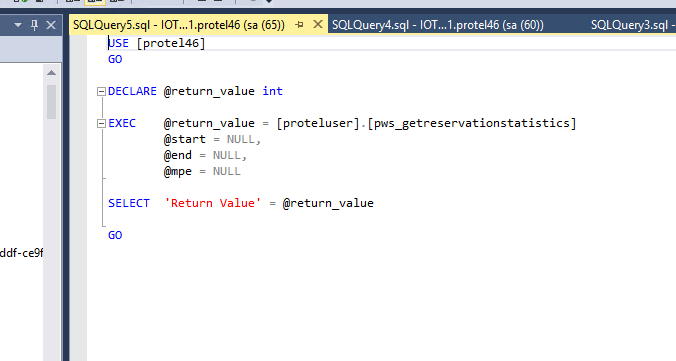 SQLQuery5.sql - IOT...1.protel46 (sa (65))
SQLQuery4.sql - IOT...1.protel46 (sa (60))
SQLQuery3.sql -
USE [protel46]
GO
DECLARE @return_value int
EXEC @return_value = [proteluser].[pws_getreservationstatistics]
@start = NULL,
@end = NULL,
@mpe = NULL
SELECT 'Return Value' = @return_value
GO
ddf-ce9f